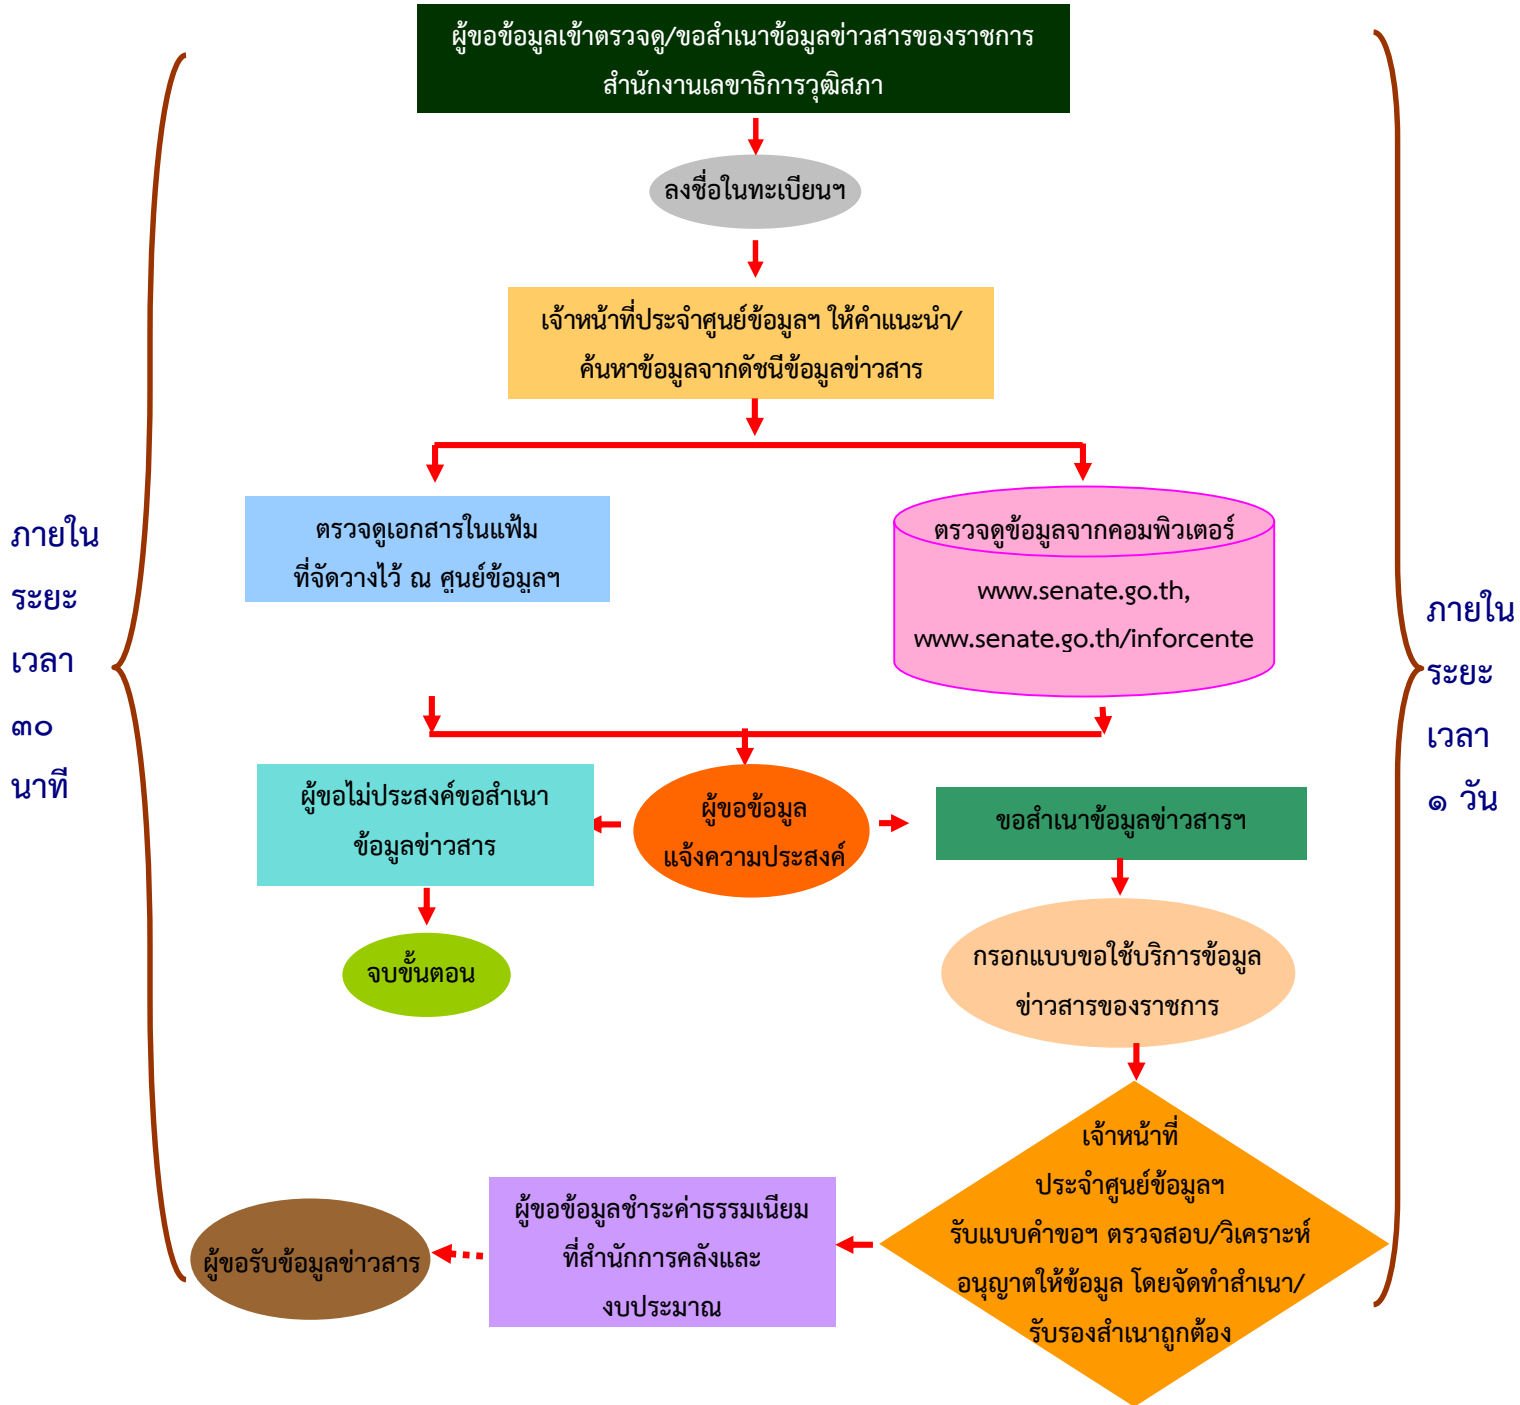 ผู้ขอข้อมูลเข้าตรวจดู/ขอสำเนาข้อมูลข่าวสารของราชการ
สำนักงานเลขาธิการวุฒิสภา
ลงชื่อในทะเบียนฯ
เจ้าหน้าที่ประจำศูนย์ข้อมูลฯ ให้คำแนะนำ/
ค้นหาข้อมูลจากดัชนีข้อมูลข่าวสาร
ตรวจดูเอกสารในแฟ้ม
ที่จัดวางไว้ ณ ศูนย์ข้อมูลฯ
ตรวจดูข้อมูลจากคอมพิวเตอร์
www.senate.go.th,
www.senate.go.th/inforcente
ภายใน
ระยะ
เวลา
๓๐
นาที
ภายใน
ระยะ
เวลา
๑ วัน
ผู้ขอไม่ประสงค์ขอสำเนา
ข้อมูลข่าวสาร
ผู้ขอข้อมูล
แจ้งความประสงค์
ขอสำเนาข้อมูลข่าวสารฯ
จบขั้นตอน
กรอกแบบขอใช้บริการข้อมูล
ข่าวสารของราชการ
เจ้าหน้าที่
ประจำศูนย์ข้อมูลฯ
รับแบบคำขอฯ ตรวจสอบ/วิเคราะห์
อนุญาตให้ข้อมูล โดยจัดทำสำเนา/
รับรองสำเนาถูกต้อง
ผู้ขอข้อมูลชำระค่าธรรมเนียม
ที่สำนักการคลังและ
งบประมาณ
ผู้ขอรับข้อมูลข่าวสาร